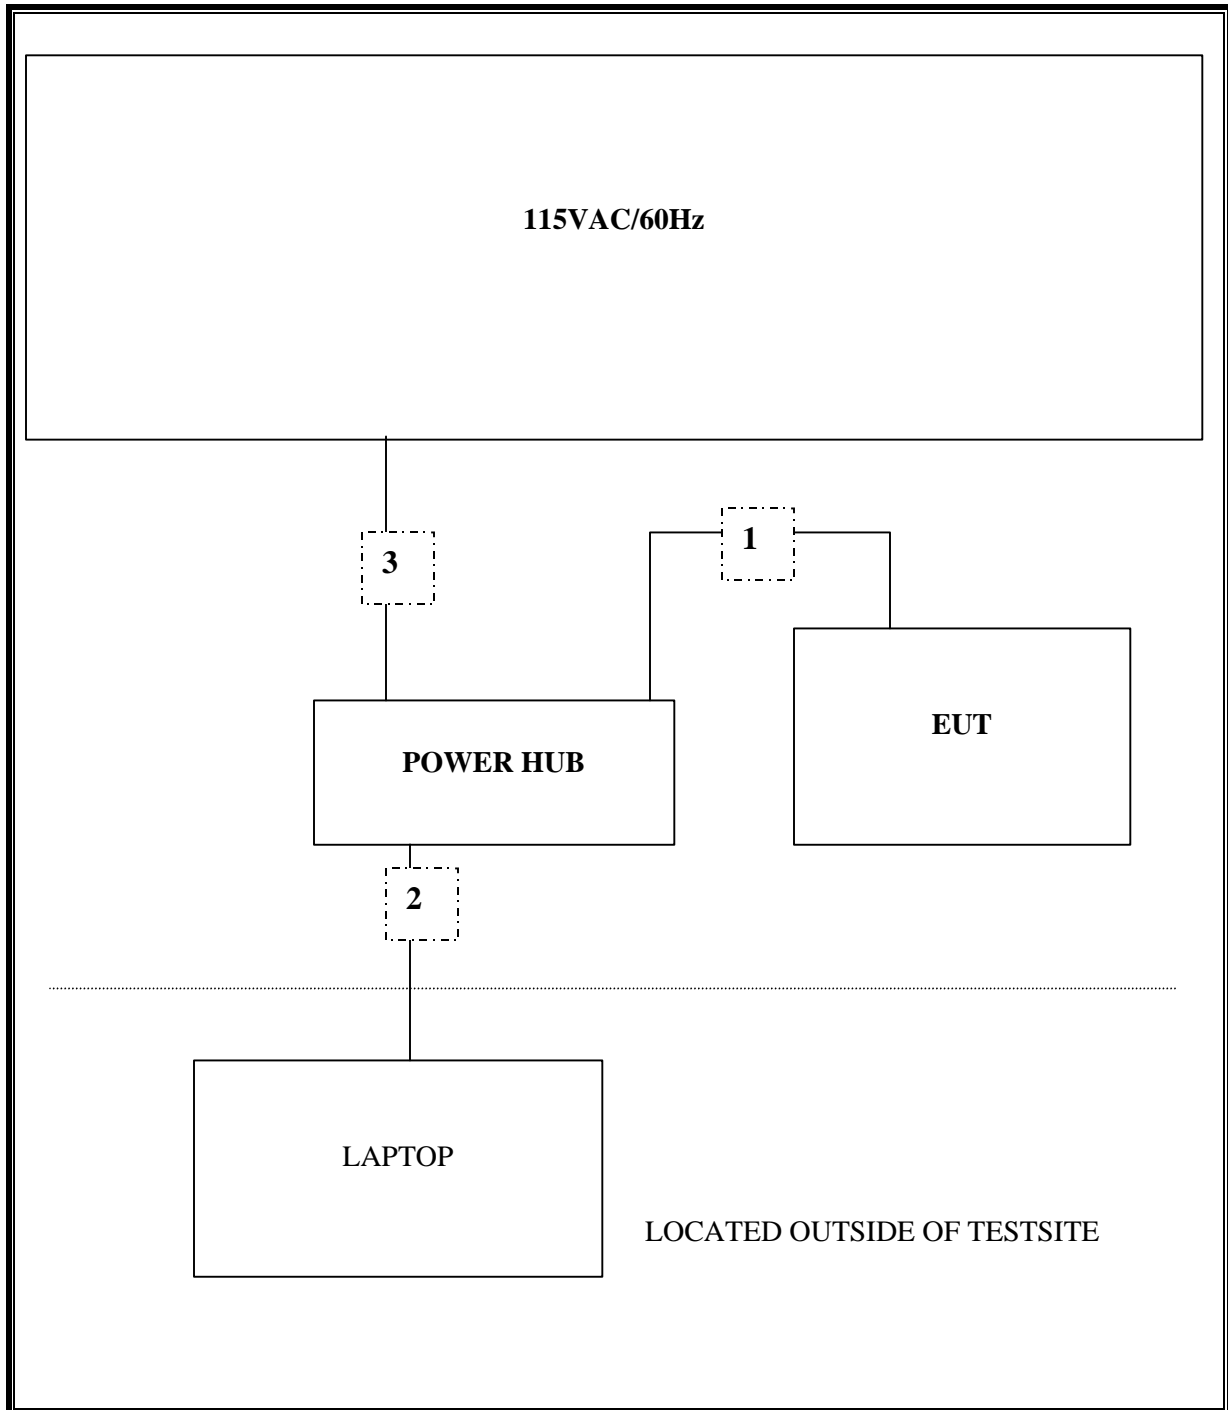 115VAC/60Hz
1
3
EUT
POWER HUB
2
LAPTOP
LOCATED OUTSIDE OF TESTSITE